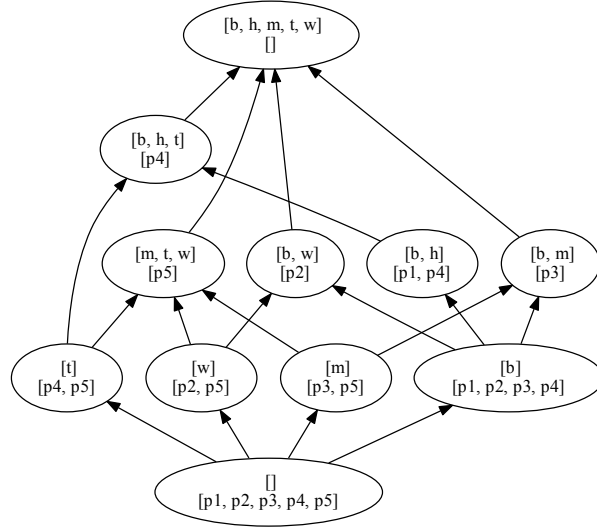 [b, h, m, t, w]
[]
[b, h, t]
[p4]
[m, t, w]
[p5]
[b, w]
[p2]
[b, h]
[p1, p4]
[b, m]
[p3]
[t]
[p4, p5]
[w]
[p2, p5]
[m]
[p3, p5]
[b]
[p1, p2, p3, p4]
[]
[p1, p2, p3, p4, p5]